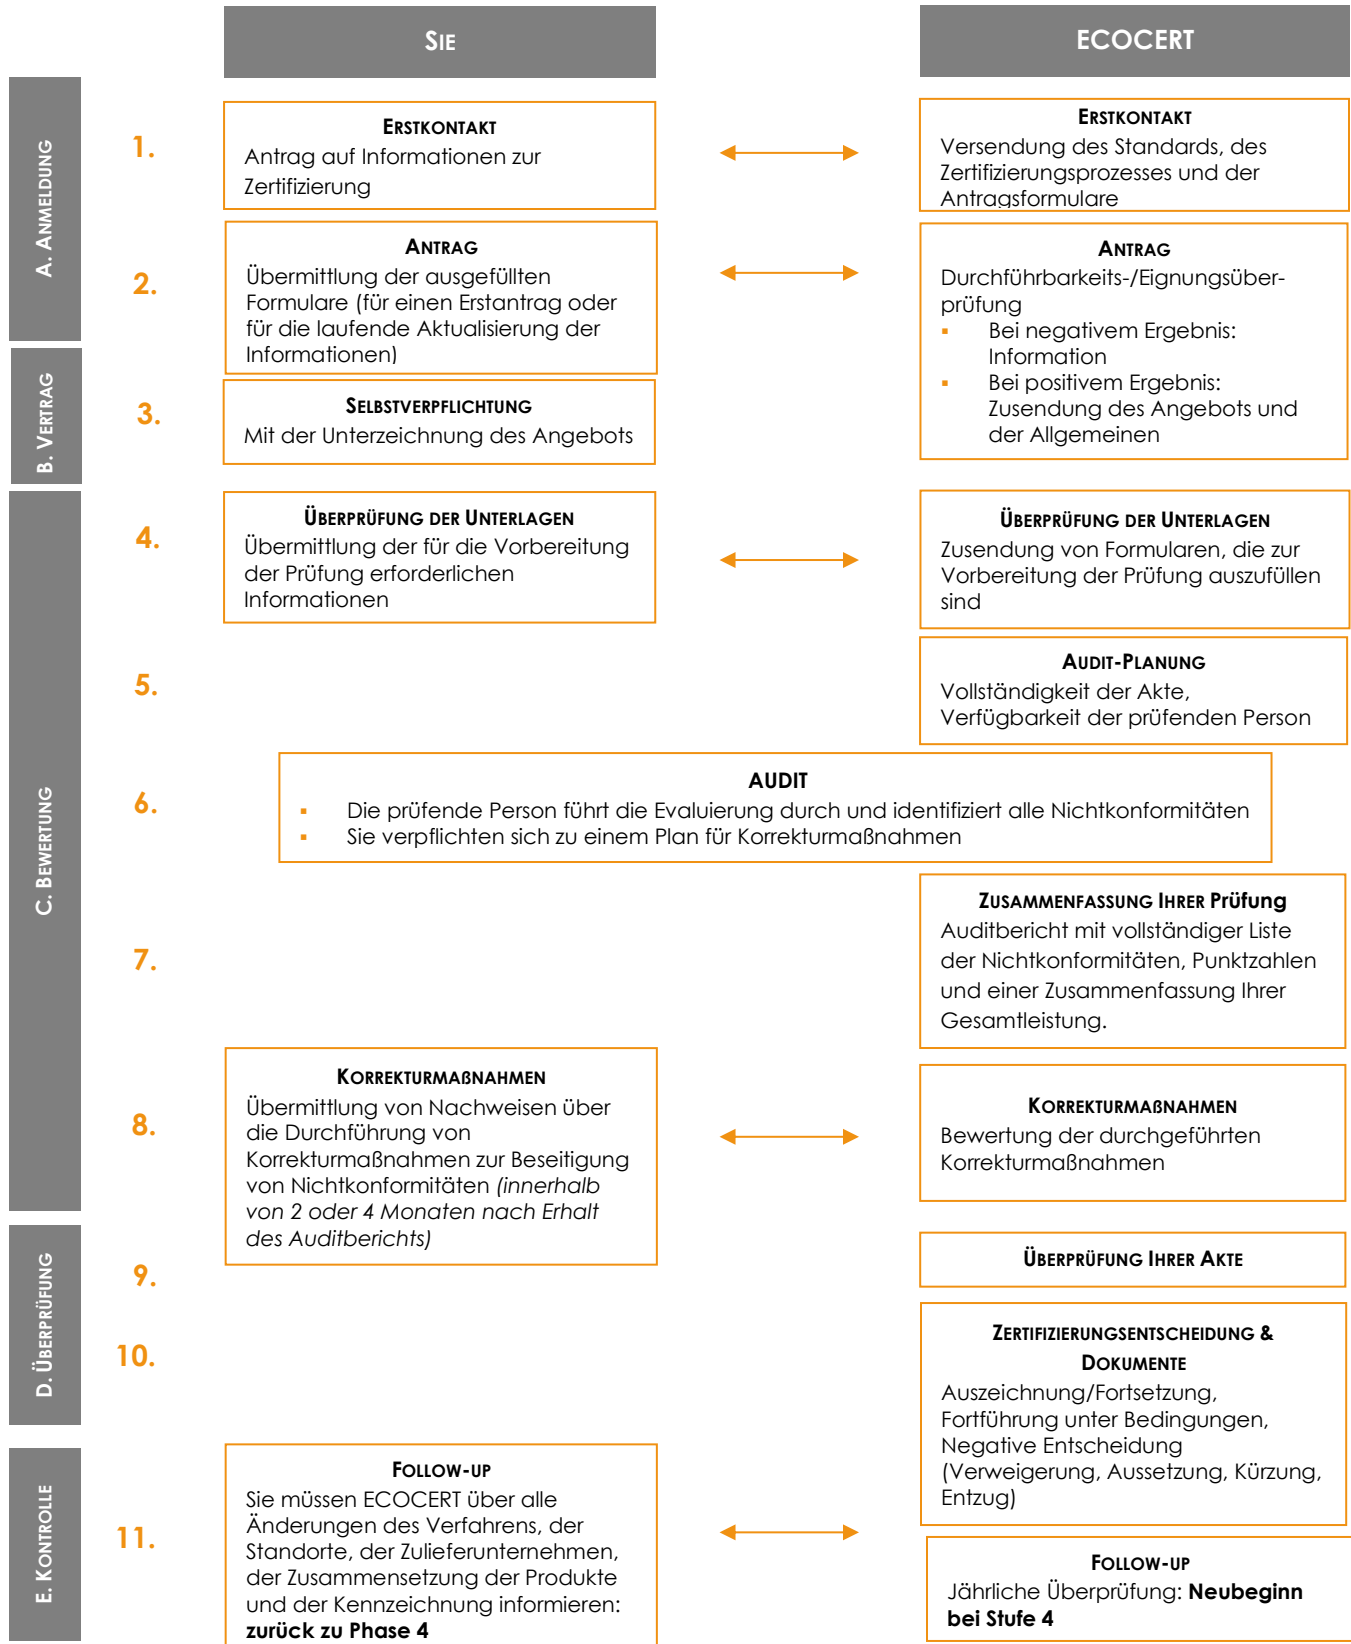 SIE
ECOCERT
A. ANMELDUNG
1.
ERSTKONTAKT
Antrag auf Informationen zur
Zertifizierung
ERSTKONTAKT
Versendung des Standards, des
Zertifizierungsprozesses und der
Antragsformulare
2.
ANTRAG
Übermittlung der ausgefüllten
Formulare (für einen Erstantrag oder
für die laufende Aktualisierung der
Informationen)
ANTRAG
Durchführbarkeits-/Eignungsüber-
prüfung
▪ Bei negativem Ergebnis:
Information
▪ Bei positivem Ergebnis:
Zusendung des Angebots und
der Allgemeinen
B. VERTRAG
3.
SELBSTVERPFLICHTUNG
Mit der Unterzeichnung des Angebots
C. BEWERTUNG
4.
ÜBERPRÜFUNG DER UNTERLAGEN
Übermittlung der für die Vorbereitung
der Prüfung erforderlichen
Informationen
ÜBERPRÜFUNG DER UNTERLAGEN
Zusendung von Formularen, die zur
Vorbereitung der Prüfung auszufüllen
sind
5.
AUDIT-PLANUNG
Vollständigkeit der Akte,
Verfügbarkeit der prüfenden Person
6.
AUDIT
▪ Die prüfende Person führt die Evaluierung durch und identifiziert alle Nichtkonformitäten
▪ Sie verpflichten sich zu einem Plan für Korrekturmaßnahmen
7.
ZUSAMMENFASSUNG IHRER Prüfung
Auditbericht mit vollständiger Liste
der Nichtkonformitäten, Punktzahlen
und einer Zusammenfassung Ihrer
Gesamtleistung.
8.
KORREKTURMAßNAHMEN
Übermittlung von Nachweisen über
die Durchführung von
Korrekturmaßnahmen zur Beseitigung
von Nichtkonformitäten (innerhalb
von 2 oder 4 Monaten nach Erhalt
des Auditberichts)
KORREKTURMAßNAHMEN
Bewertung der durchgeführten
Korrekturmaßnahmen
D. ÜBERPRÜFUNG
9.
ÜBERPRÜFUNG IHRER AKTE
10.
ZERTIFIZIERUNGSENTSCHEIDUNG &
DOKUMENTE
Auszeichnung/Fortsetzung,
Fortführung unter Bedingungen,
Negative Entscheidung
(Verweigerung, Aussetzung, Kürzung,
Entzug)
E. KONTROLLE
11.
FOLLOW-UP
Sie müssen ECOCERT über alle
Änderungen des Verfahrens, der
Standorte, der Zulieferunternehmen,
der Zusammensetzung der Produkte
und der Kennzeichnung informieren:
zurück zu Phase 4
FOLLOW-UP
Jährliche Überprüfung: Neubeginn
bei Stufe 4